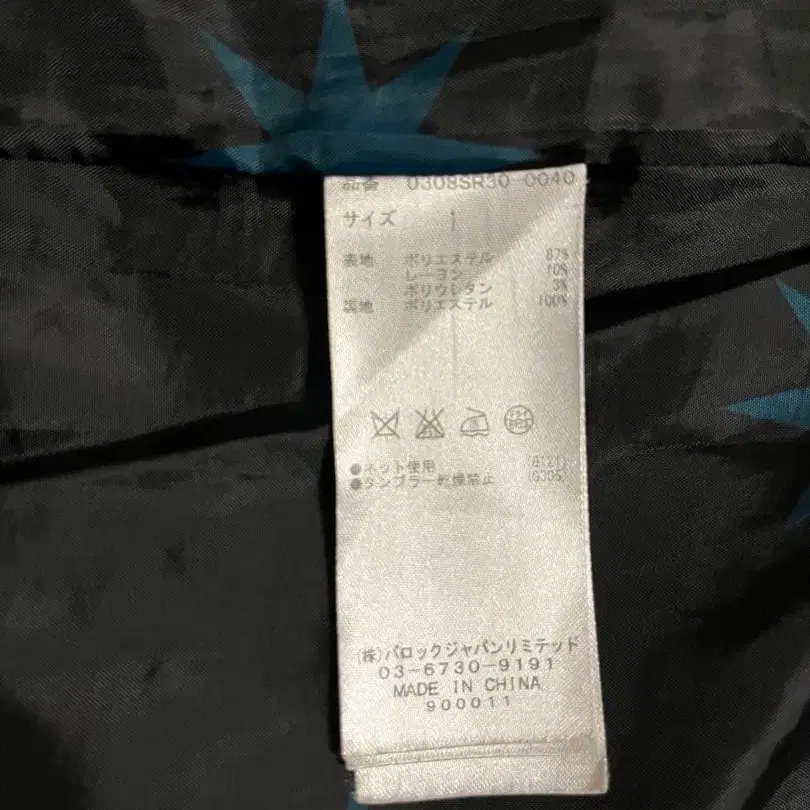 品番 0308SR30-0040
サイズ 1
表地 ポリエステル 87%
レーヨン 10%
ポリウレタン 3%
裏地 ポリエステル 100%
●ネット使用
●タンブラー乾燥禁止
(株)バロックジャパンリミテッド
03-6730-9191
MADE IN CHINA
900011